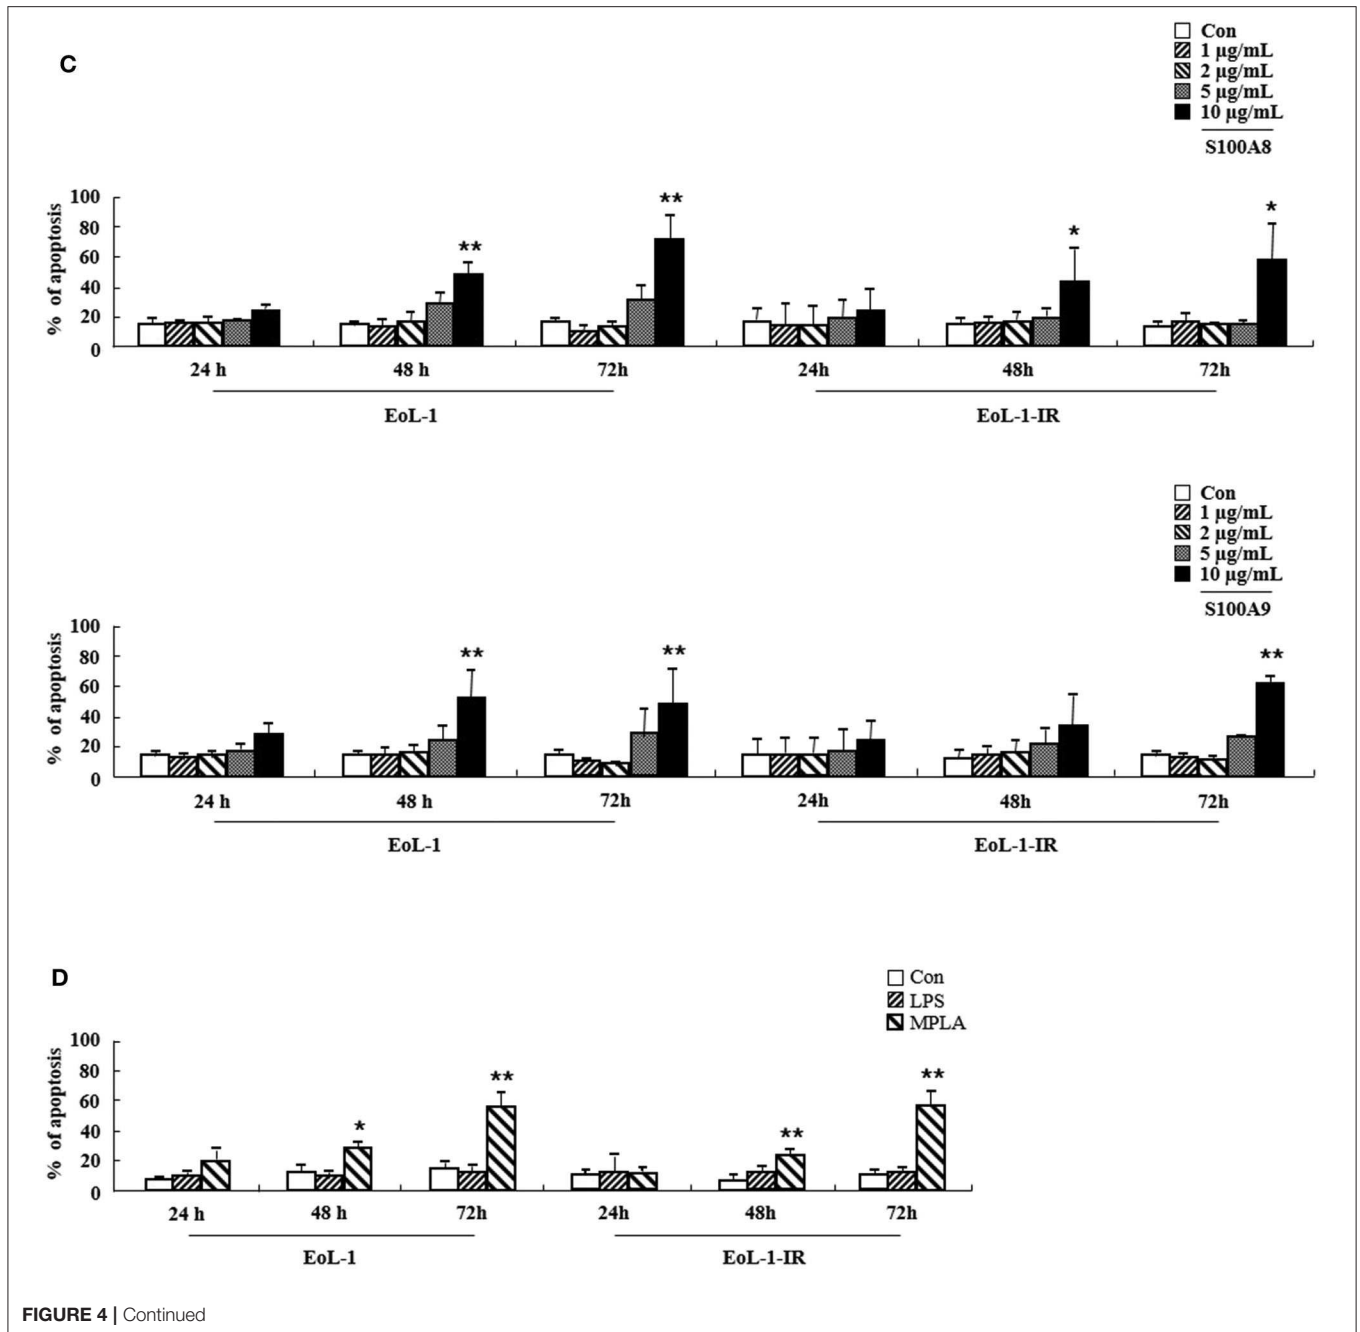 C
Con
1 µg/mL
2 µg/mL
5 µg/mL
10 µg/mL
S100A8
% of apoptosis
100
80
60
40
20
0
**
**
*
*
24 h
48 h
72h
24h
48h
72h
EoL-1
EoL-1-IR
Con
1 µg/mL
2 µg/mL
5 µg/mL
10 µg/mL
S100A9
% of apoptosis
100
80
60
40
20
0
**
**
**
24 h
48 h
72h
24h
48h
72h
EoL-1
EoL-1-IR
D
Con
LPS
MPLA
% of apoptosis
100
80
60
40
20
0
*
**
**
**
24 h
48 h
72h
24h
48h
72h
EoL-1
EoL-1-IR
FIGURE 4 | Continued